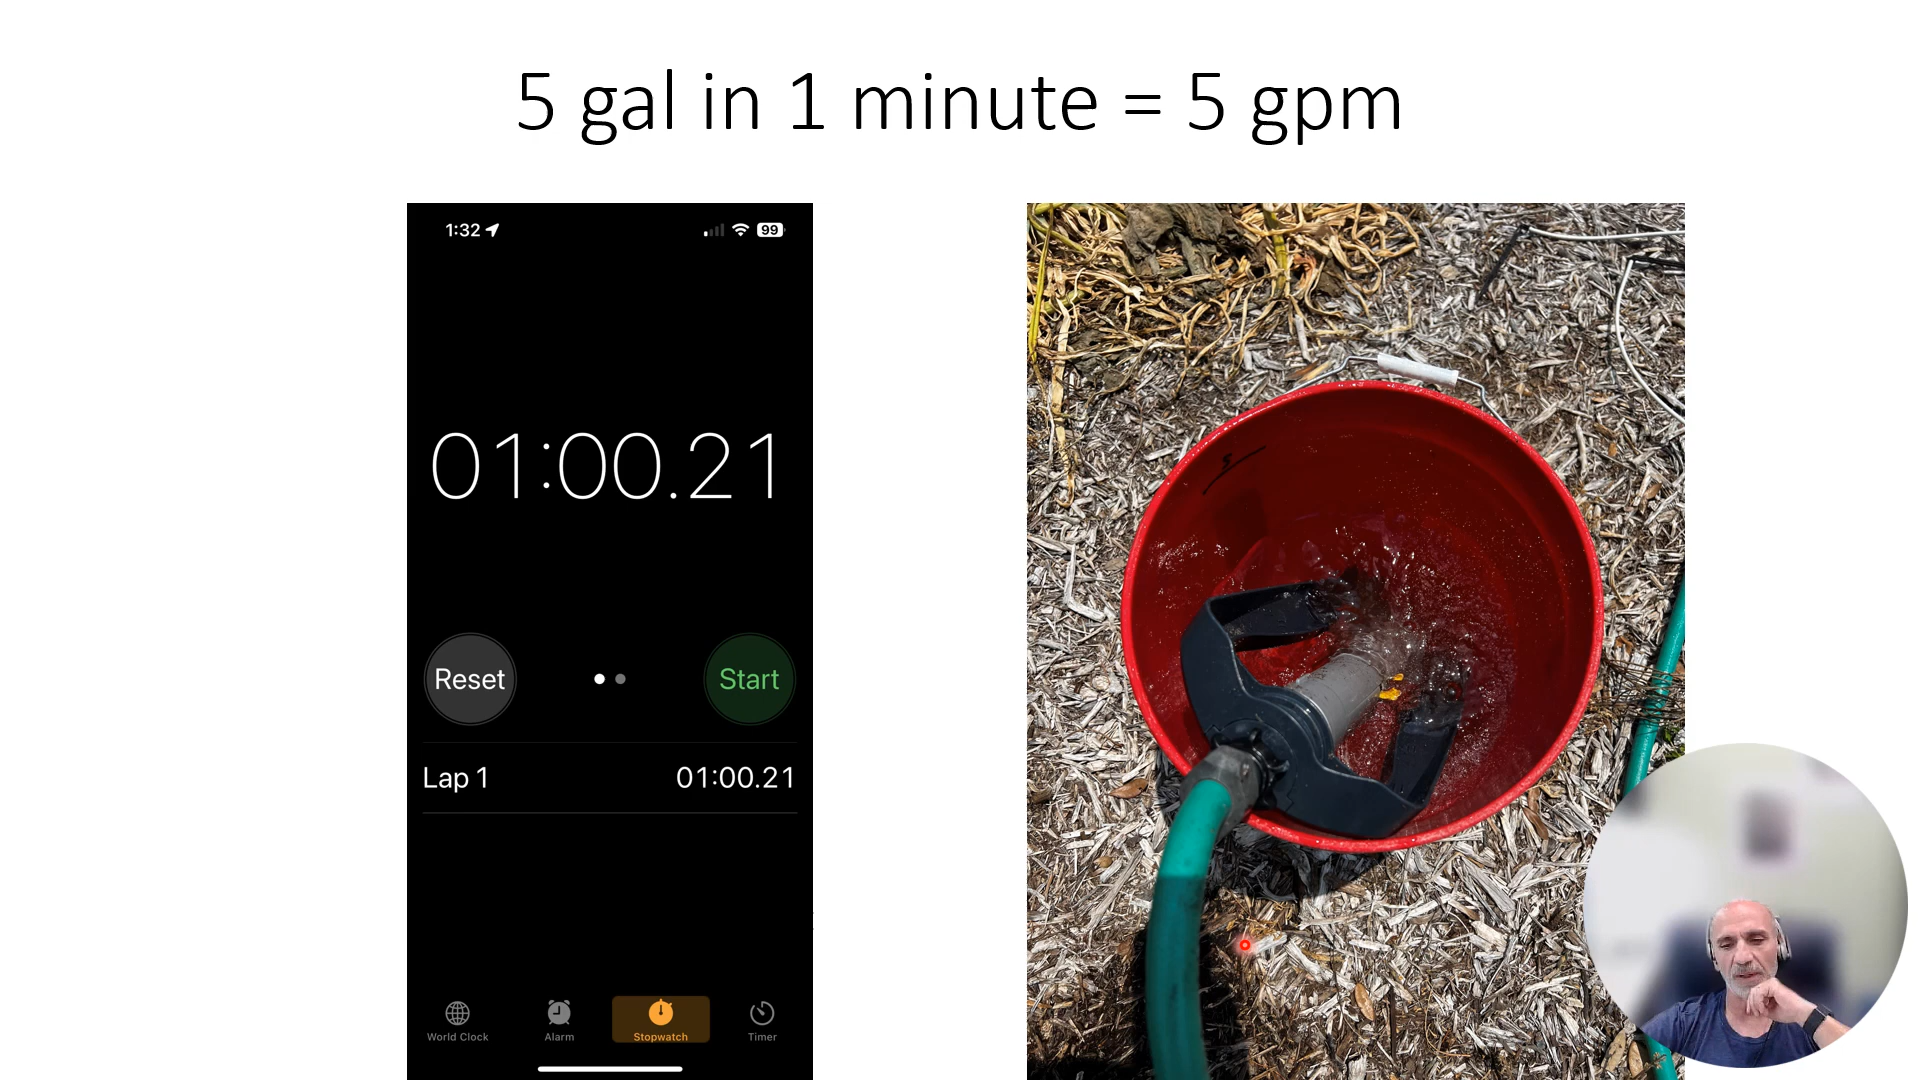 5 gal in 1 minute = 5 gpm
1:32
99
01:00.21
Reset
Start
Lap 1 01:00.21
World Clock Alarm Stopwatch Timer
5